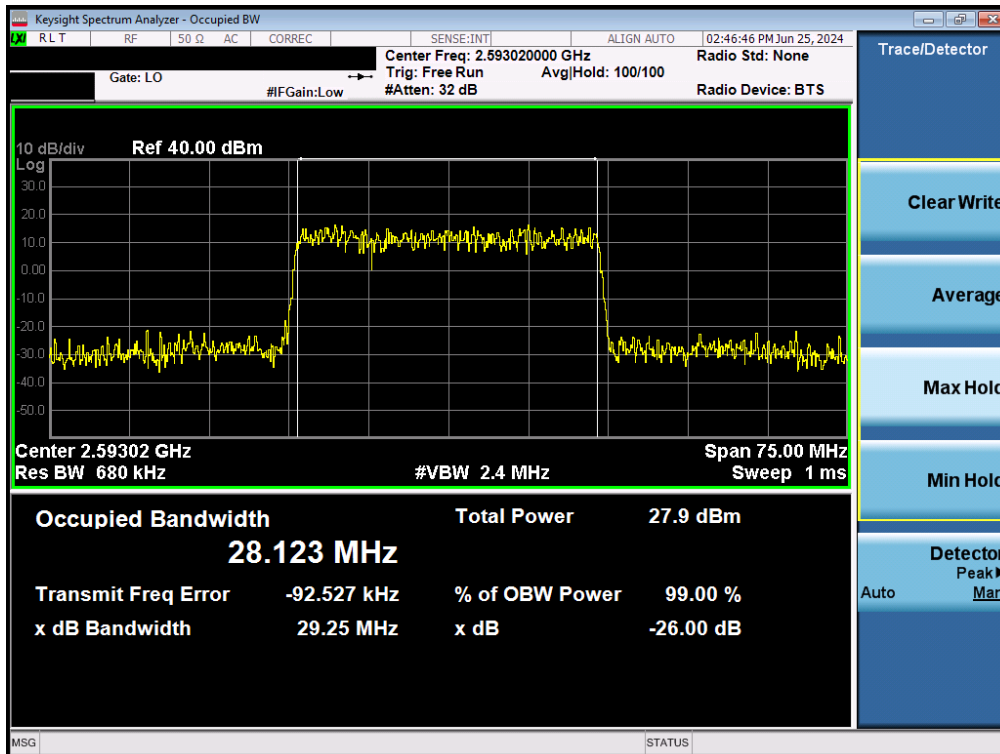 Keysight Spectrum Analyzer - Occupied BW
LXI RLT RF 50 Ω AC CORREC SENSE:INT ALIGN AUTO 02:46:46 PM Jun 25, 2024
Center Freq: 2.593020000 GHz Radio Std: None
Gate: LO Trig: Free Run Avg|Hold: 100/100
#IFGain:Low #Atten: 32 dB Radio Device: BTS
10 dB/div Ref 40.00 dBm
Log
30.0
20.0
10.0
0.00
-10.0
-20.0
-30.0
-40.0
-50.0
Center 2.59302 GHz Span 75.00 MHz
Res BW 680 kHz #VBW 2.4 MHz Sweep 1 ms
Occupied Bandwidth Total Power 27.9 dBm
28.123 MHz
Transmit Freq Error -92.527 kHz % of OBW Power 99.00 %
x dB Bandwidth 29.25 MHz x dB -26.00 dB
MSG STATUS
Trace/Detector
Clear Write
Average
Max Hold
Min Hold
Detector
Peak
Auto Man